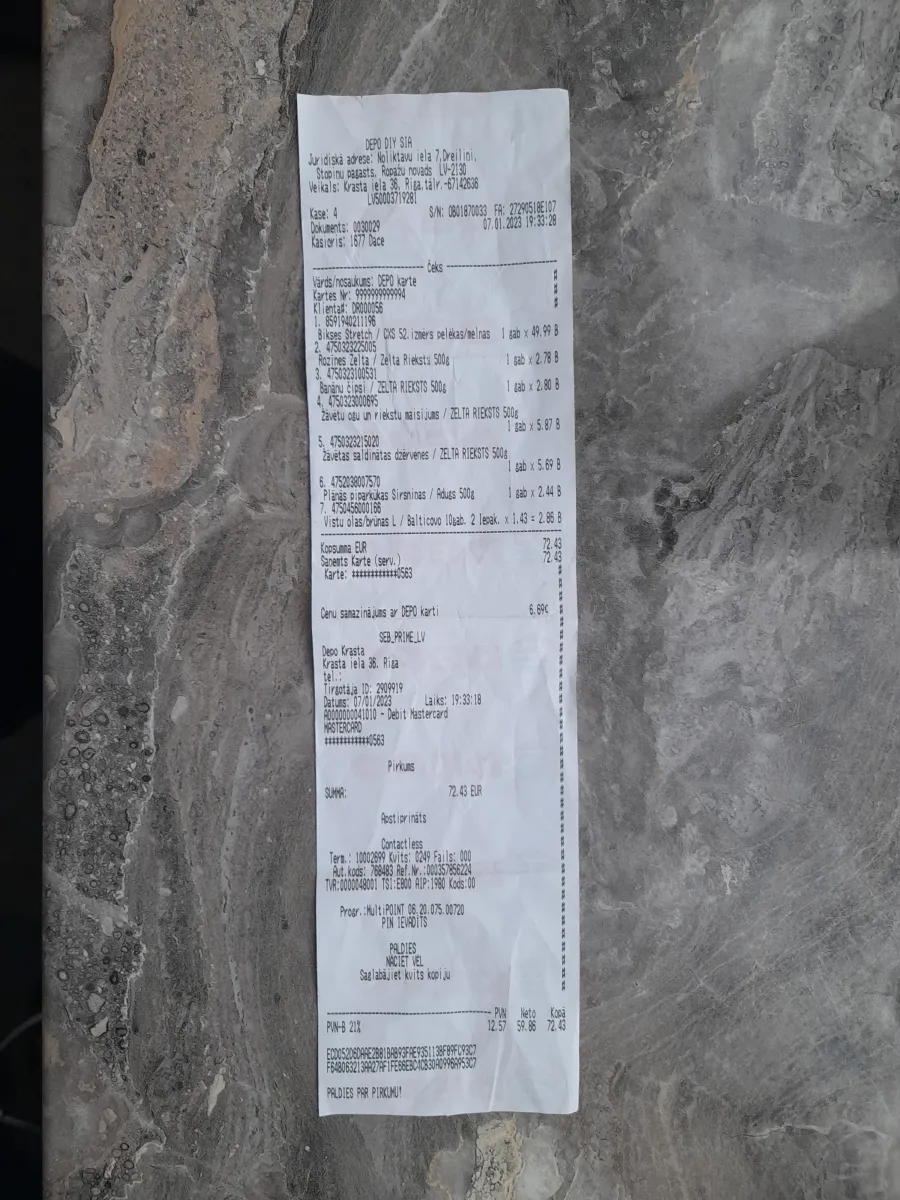 DEPO DIY SIA
Juridiskā adrese: Noliktavu iela 7,Dreiliņi,
Stopiņu pagasts, Ropažu novads LV-2130
Veikals: Krasta iela 36, Rīga,tālr.-67142636
LV50003719281
Kase: 4 S/N: OB01870033 FA: 27290518E107
Dokuments: 0030029 07.01.2023 19:33:28
Kasieris: 1677 Dace
Čeks
Vārds/nosaukums: DEPO karte
Kartes Nr: 9999999999994
Klienta#: DR000056
1. 8591940211196
Bikses Stretch / CXS 52.izmērs pelēkas/melnas 1 gab x 49.99 B
2. 4750323225005
Rozīnes Zelta / Zelta Rieksts 500g 1 gab x 2.78 B
3. 4750323100531
Banānu čipsi / ZELTA RIEKSTS 500g 1 gab x 2.80 B
4. 4750323000695
Žāvētu ogu un riekstu maisījums / ZELTA RIEKSTS 500g
1 gab x 5.87 B
5. 4750323215020
Žāvētas saldinātas dzērvenes / ZELTA RIEKSTS 500g
1 gab x 5.69 B
6. 4752038007570
Plānās piparkūkas Sirsniņas / Adugs 500g 1 gab x 2.44 B
7. 4750456000166
Vistu olas/brūnas L / Balticovo 10gab. 2 iepak. x 1.43 = 2.86 B
Kopsumma EUR 72.43
Saņemts Karte (serv.) 72.43
Karte: ************0563
Cenu samazinājums ar DEPO karti 6.69€
SEB_PRIME_LV
Depo Krasta
Krasta iela 36. Riga
tel.:
Tirgotāja ID: 2909919
Datums: 07/01/2023 Laiks: 19:33:18
A0000000041010 - Debit Mastercard
MASTERCARD
************0563
Pirkums
SUMMA: 72.43 EUR
Apstiprināts
Contactless
Term.: 10002699 Kvīts: 0249 Fails: 000
Aut.kods: 768483 Ref.Nr.:000357856224
TVR:0000048001 TSI:E800 AIP:1980 Kods:00
Progr.:MultiPOINT 06.20.075.00720
PIN IEVADĪTS
PALDIES
NĀCIET VĒL
Saglabājiet kvīts kopiju
PVN Neto Kopā
PVN-B 21% 12.57 59.86 72.43
PALDIES PAR PIRKUMU!